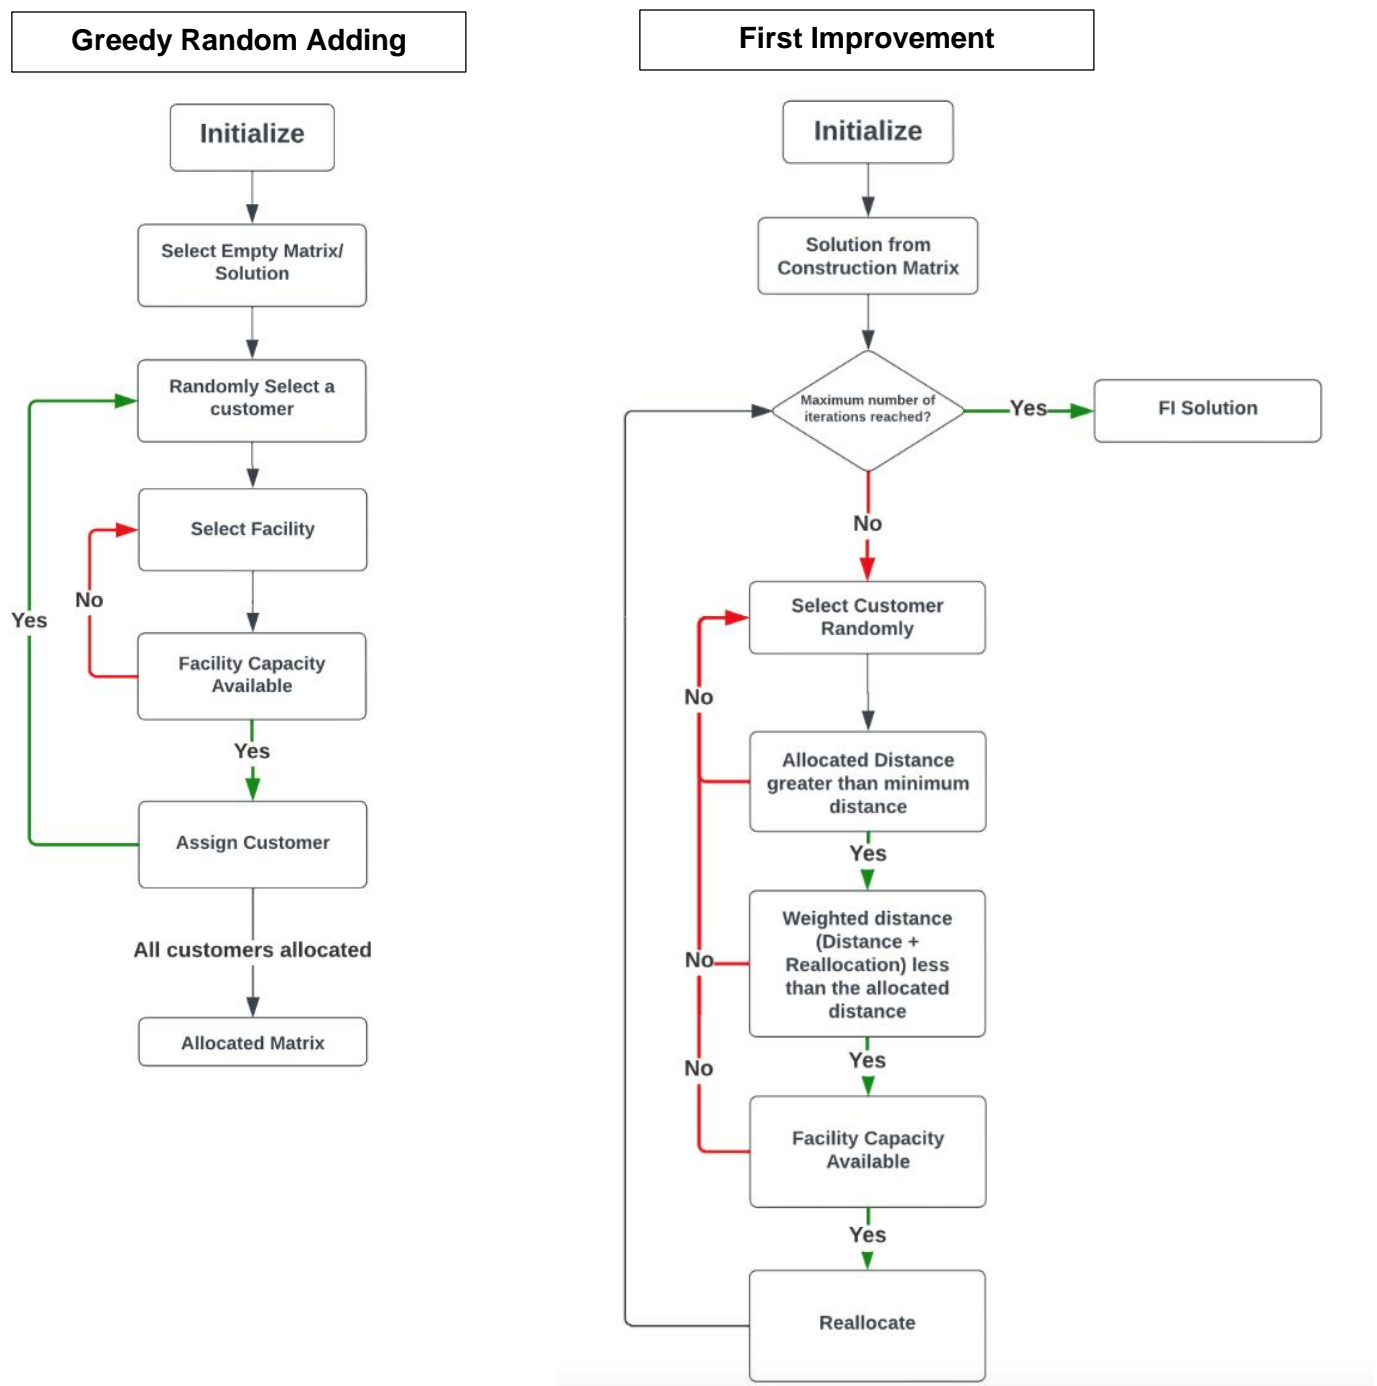 Greedy Random Adding
Initialize
Select Empty Matrix/
Solution
Randomly Select a
customer
Select Facility
No
Yes
Facility Capacity
Available
Yes
Assign Customer
All customers allocated
Allocated Matrix
First Improvement
Initialize
Solution from
Construction Matrix
Maximum number of
iterations reached?
Yes
FI Solution
No
Select Customer
Randomly
No
Allocated Distance
greater than minimum
distance
Yes
Weighted distance
(Distance +
Reallocation) less
than the allocated
distance
No
Yes
No
Facility Capacity
Available
Yes
Reallocate